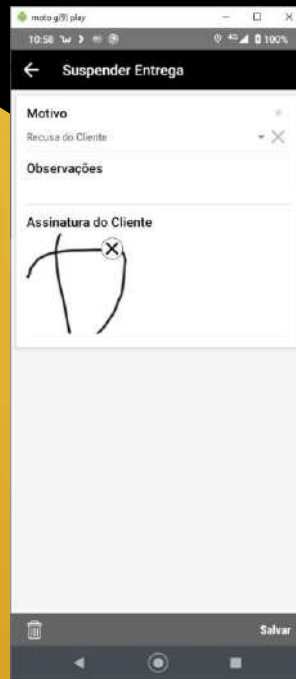 moto g(9) play
10:58 100%
Suspender Entrega
Motivo
Recusa do Cliente
Observações
Assinatura do Cliente
Salvar